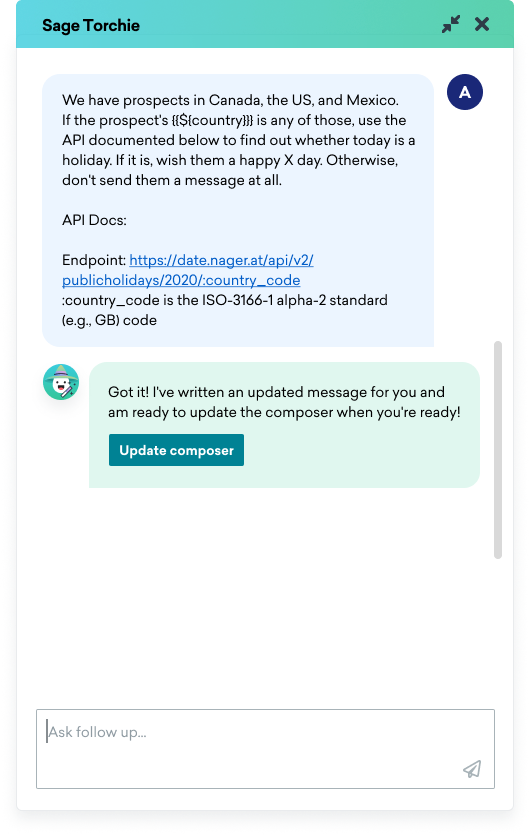 Sage Torchie
We have prospects in Canada, the US, and Mexico.
If the prospect's {{${country}}} is any of those, use the
API documented below to find out whether today is a
holiday. If it is, wish them a happy X day. Otherwise,
don't send them a message at all.
A
API Docs:
Endpoint: https://date.nager.at/api/v2/
publicholidays/2020/:country_code
:country_code is the ISO-3166-1 alpha-2 standard
(e.g., GB) code
Got it! I've written an updated message for you and
am ready to update the composer when you're ready!
Update composer
Ask follow up...